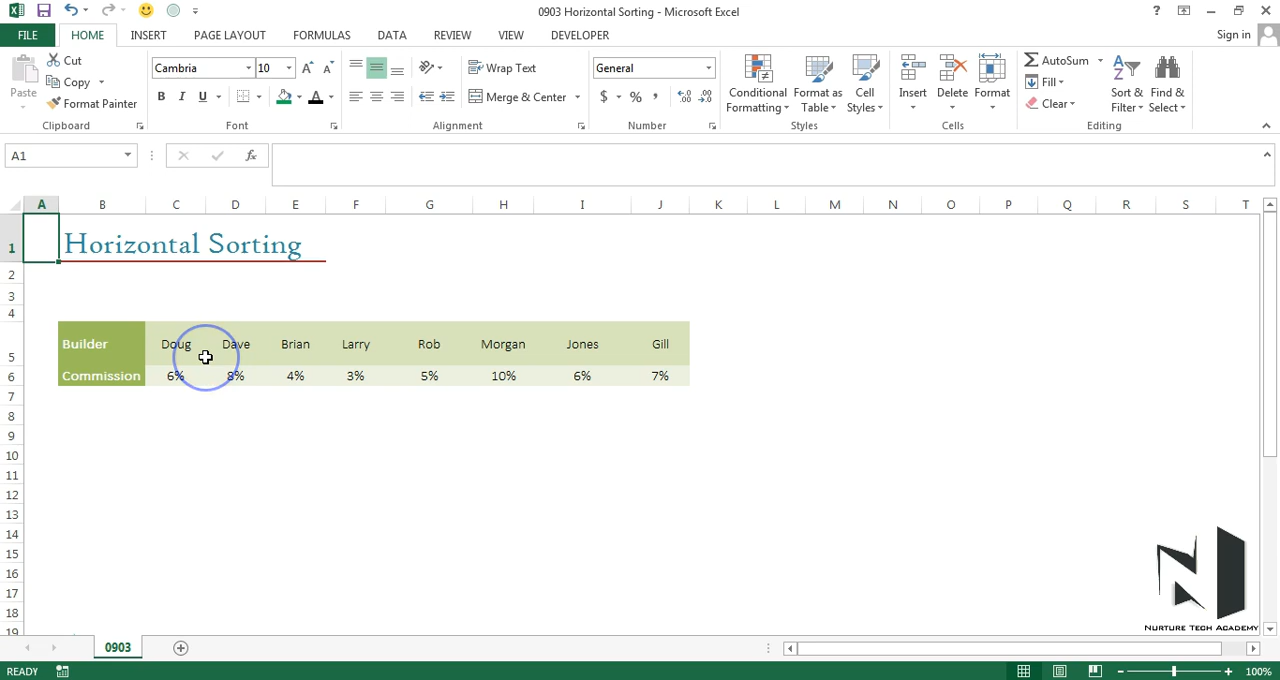 0903 Horizontal Sorting - Microsoft Excel
?
FILE HOME INSERT PAGE LAYOUT FORMULAS DATA REVIEW VIEW DEVELOPER Sign in
Paste Cut Copy Format Painter
Clipboard
Cambria 10 A A
B I U A
Font
Wrap Text
Merge & Center
Alignment
General
$ % , .0 .00 .00 .0
Number
Conditional Formatting Format as Table Cell Styles
Styles
Insert Delete Format
Cells
AutoSum Fill Clear Sort & Filter Find & Select
Editing
A1 fx
A B C D E F G H I J K L M N O P Q R S T
1 Horizontal Sorting
2
3
4
5 Builder Doug Dave Brian Larry Rob Morgan Jones Gill
6 Commission 6% 8% 4% 3% 5% 10% 6% 7%
7
8
9
10
11
12
13
14
15
16
17
18
19
NURTURE TECH ACADEMY
0903
READY 100%